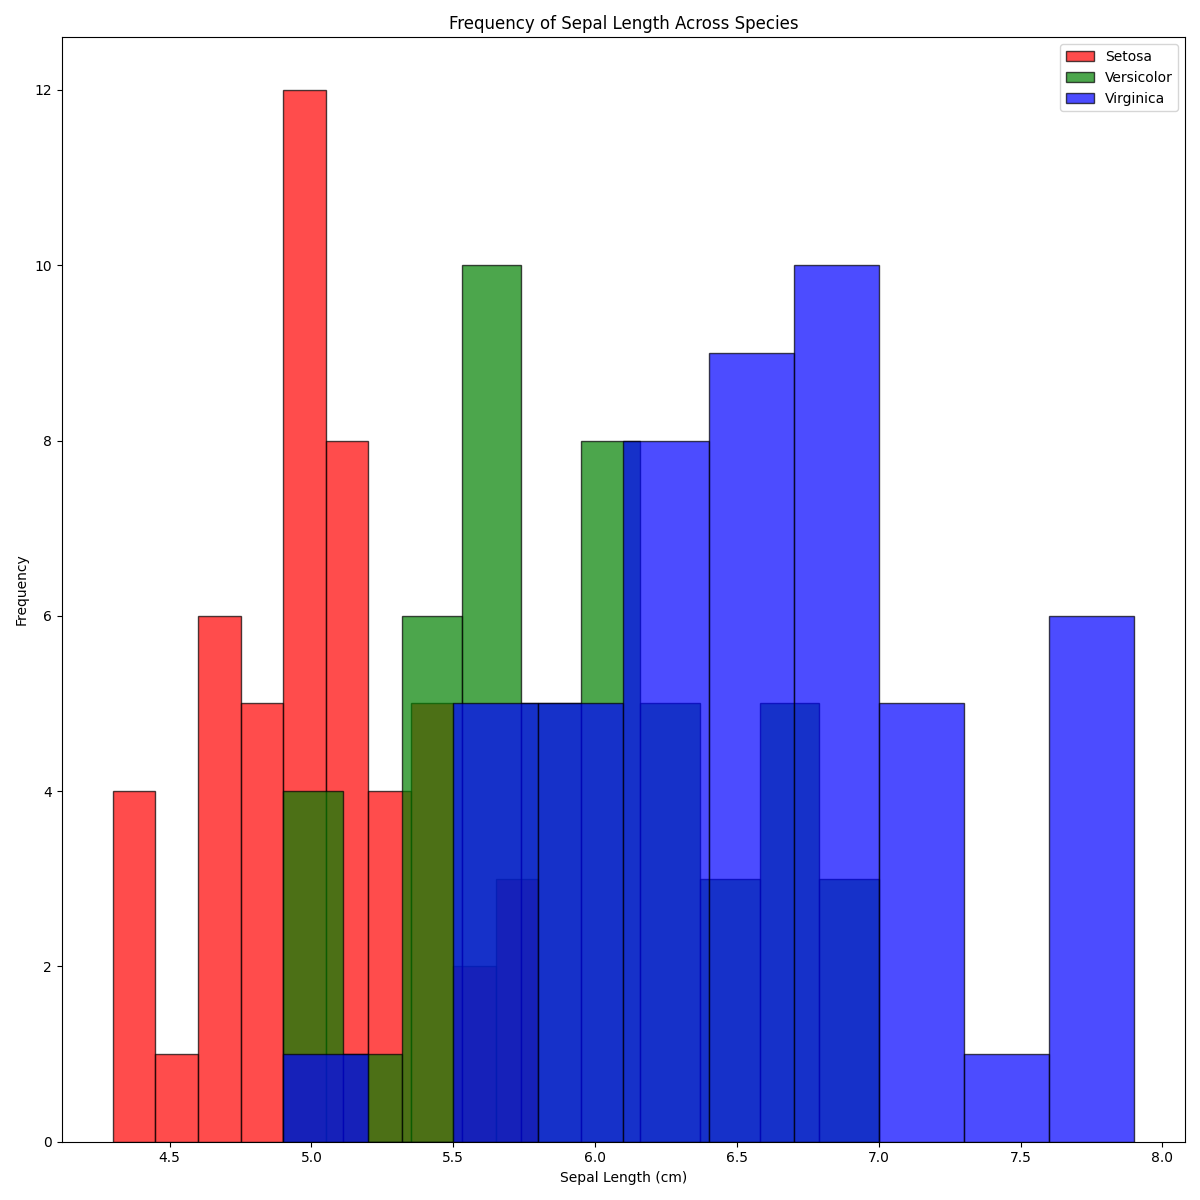 Frequency of Sepal Length Across Species
Setosa
Versicolor
Virginica
12
10
8
6
4
2
0
Frequency
4.5 5.0 5.5 6.0 6.5 7.0 7.5 8.0
Sepal Length (cm)